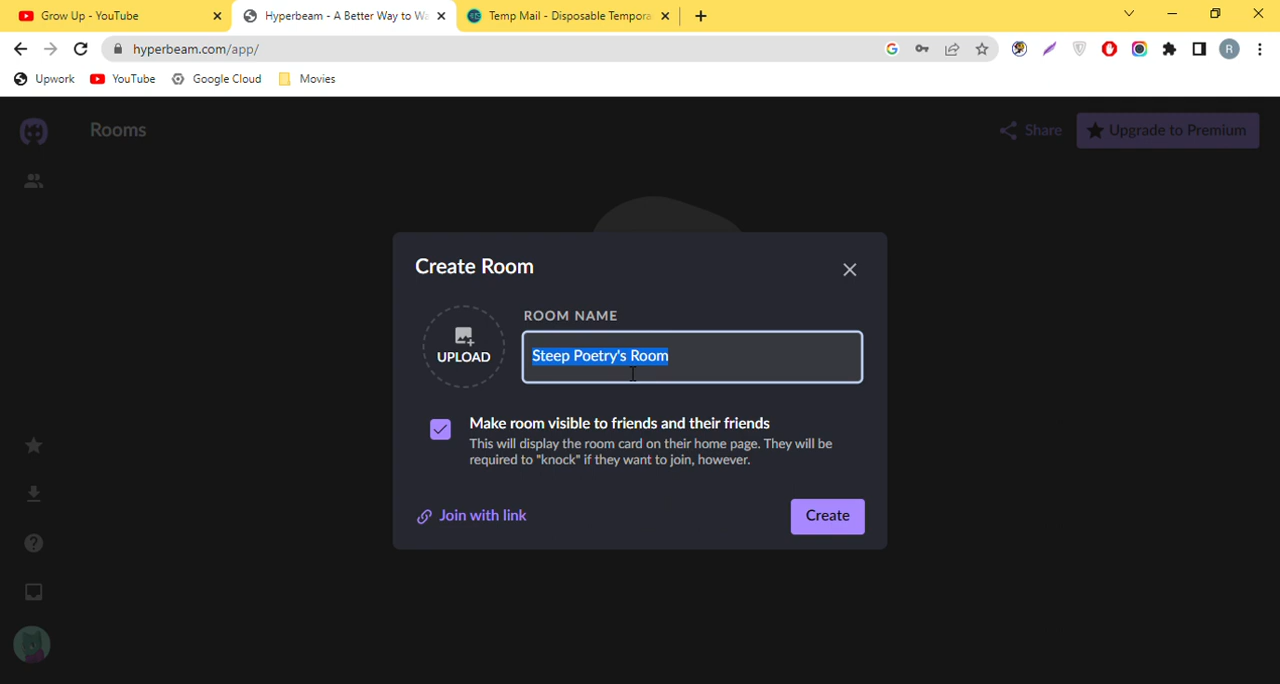 Grow Up - YouTube
Hyperbeam - A Better Way to Wa
Temp Mail - Disposable Tempora
hyperbeam.com/app/
R
Upwork
YouTube
Google Cloud
Movies
Rooms
Share
Upgrade to Premium
Create Room
UPLOAD
ROOM NAME
Steep Poetry's Room
Make room visible to friends and their friends
This will display the room card on their home page. They will be
required to "knock" if they want to join, however.
Join with link
Create